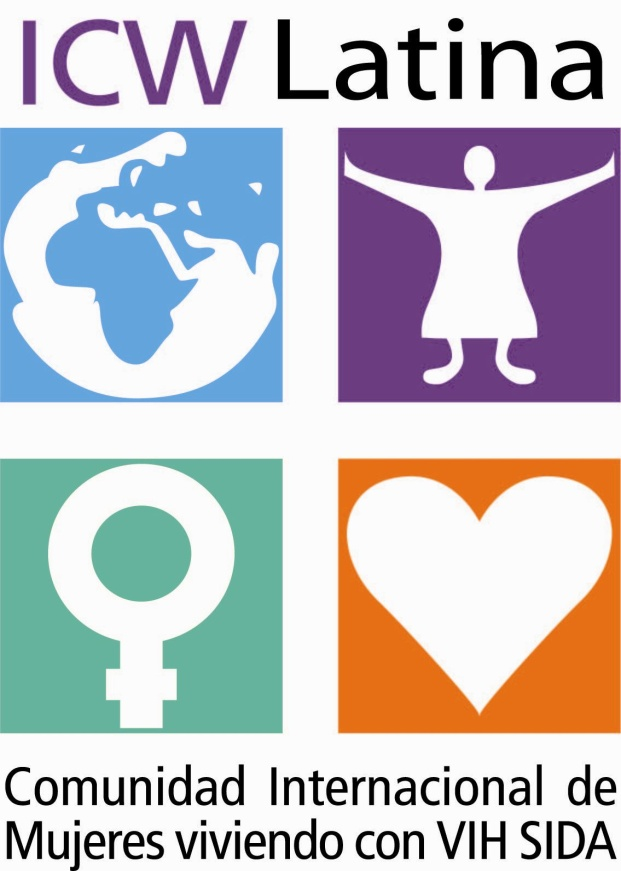 ICW Latina
Comunidad Internacional de
Mujeres viviendo con VIH SIDA